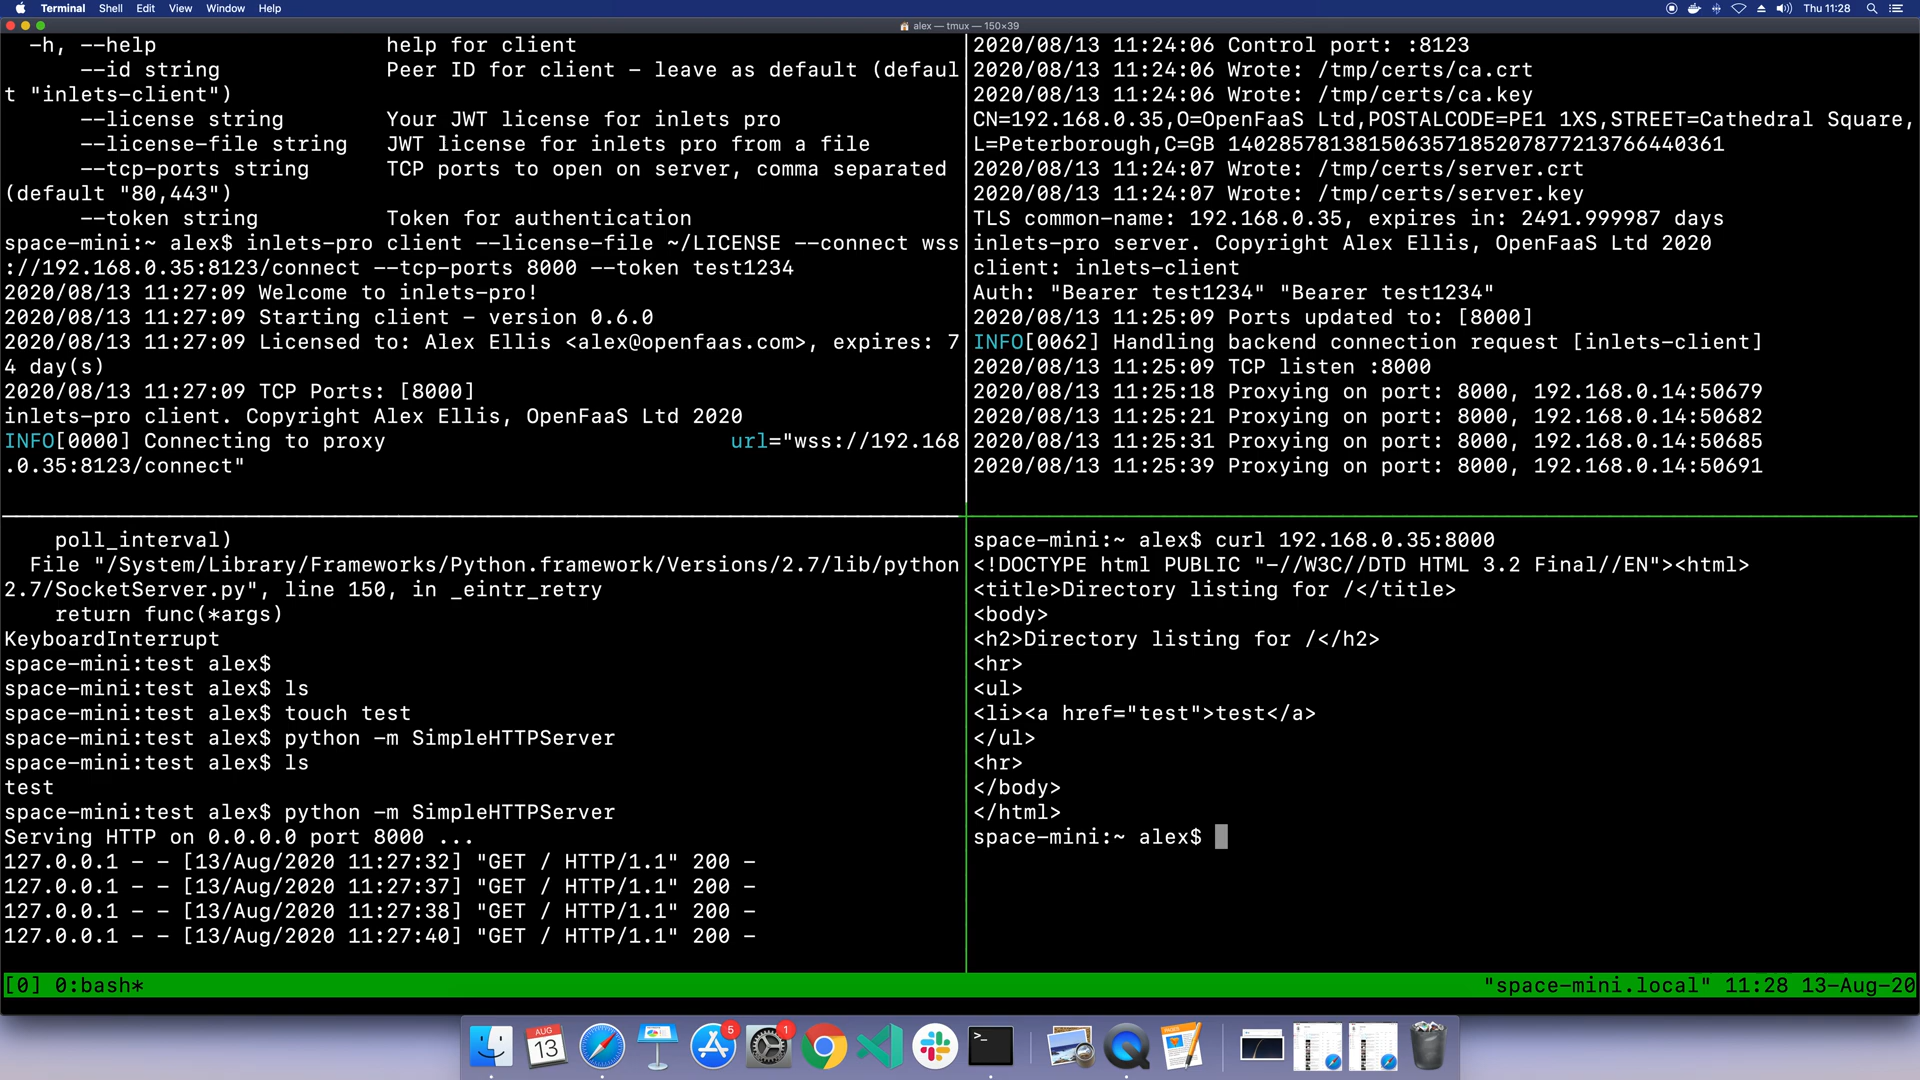 Terminal Shell Edit View Window Help Thu 11:28
alex — tmux — 150×39
-h, --help                  help for client
--id string             Peer ID for client - leave as default (defaul
t "inlets-client")
--license string        Your JWT license for inlets pro
--license-file string   JWT license for inlets pro from a file
--tcp-ports string      TCP ports to open on server, comma separated
(default "80,443")
--token string          Token for authentication
space-mini:~ alex$ inlets-pro client --license-file ~/LICENSE --connect wss
://192.168.0.35:8123/connect --tcp-ports 8000 --token test1234
2020/08/13 11:27:09 Welcome to inlets-pro!
2020/08/13 11:27:09 Starting client - version 0.6.0
2020/08/13 11:27:09 Licensed to: Alex Ellis <alex@openfaas.com>, expires: 7
4 day(s)
2020/08/13 11:27:09 TCP Ports: [8000]
inlets-pro client. Copyright Alex Ellis, OpenFaaS Ltd 2020
INFO[0000] Connecting to proxy                           url="wss://192.168
.0.35:8123/connect"
2020/08/13 11:24:06 Control port: :8123
2020/08/13 11:24:06 Wrote: /tmp/certs/ca.crt
2020/08/13 11:24:06 Wrote: /tmp/certs/ca.key
CN=192.168.0.35,O=OpenFaaS Ltd,POSTALCODE=PE1 1XS,STREET=Cathedral Square,
L=Peterborough,C=GB 140285781381506357185207877213766440361
2020/08/13 11:24:07 Wrote: /tmp/certs/server.crt
2020/08/13 11:24:07 Wrote: /tmp/certs/server.key
TLS common-name: 192.168.0.35, expires in: 2491.999987 days
inlets-pro server. Copyright Alex Ellis, OpenFaaS Ltd 2020
client: inlets-client
Auth: "Bearer test1234" "Bearer test1234"
2020/08/13 11:25:09 Ports updated to: [8000]
INFO[0062] Handling backend connection request [inlets-client]
2020/08/13 11:25:09 TCP listen :8000
2020/08/13 11:25:18 Proxying on port: 8000, 192.168.0.14:50679
2020/08/13 11:25:21 Proxying on port: 8000, 192.168.0.14:50682
2020/08/13 11:25:31 Proxying on port: 8000, 192.168.0.14:50685
2020/08/13 11:25:39 Proxying on port: 8000, 192.168.0.14:50691
poll_interval)
File "/System/Library/Frameworks/Python.framework/Versions/2.7/lib/python
2.7/SocketServer.py", line 150, in _eintr_retry
return func(*args)
KeyboardInterrupt
space-mini:test alex$
space-mini:test alex$ ls
space-mini:test alex$ touch test
space-mini:test alex$ python -m SimpleHTTPServer
space-mini:test alex$ ls
test
space-mini:test alex$ python -m SimpleHTTPServer
Serving HTTP on 0.0.0.0 port 8000 ...
127.0.0.1 - - [13/Aug/2020 11:27:32] "GET / HTTP/1.1" 200 -
127.0.0.1 - - [13/Aug/2020 11:27:37] "GET / HTTP/1.1" 200 -
127.0.0.1 - - [13/Aug/2020 11:27:38] "GET / HTTP/1.1" 200 -
127.0.0.1 - - [13/Aug/2020 11:27:40] "GET / HTTP/1.1" 200 -
space-mini:~ alex$ curl 192.168.0.35:8000
<!DOCTYPE html PUBLIC "-//W3C//DTD HTML 3.2 Final//EN"><html>
<title>Directory listing for /</title>
<body>
<h2>Directory listing for /</h2>
<hr>
<ul>
<li><a href="test">test</a>
</ul>
<hr>
</body>
</html>
space-mini:~ alex$
[0] 0:bash* "space-mini.local" 11:28 13-Aug-20
AUG
13
5
1
>_